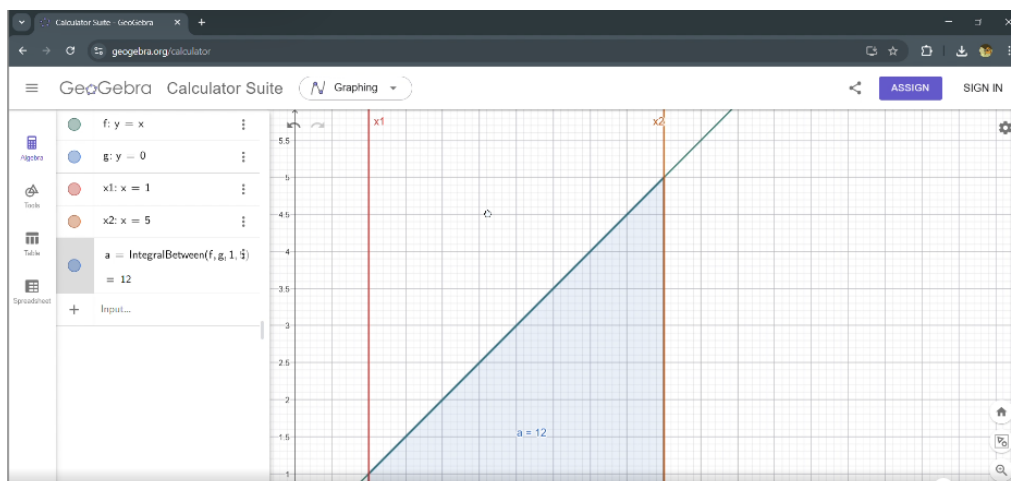 Calculator Suite - GeoGebra
geogebra.org/calculator
GeoGebra Calculator Suite
Graphing
ASSIGN
SIGN IN
Algebra
Tools
Table
Spreadsheet
f: y = x
g: y = 0
x1: x = 1
x2: x = 5
a = IntegralBetween(f, g, 1, 5)
= 12
Input...
x1
x2
5.5
5
4.5
4
3.5
3
2.5
2
1.5
1
a = 12